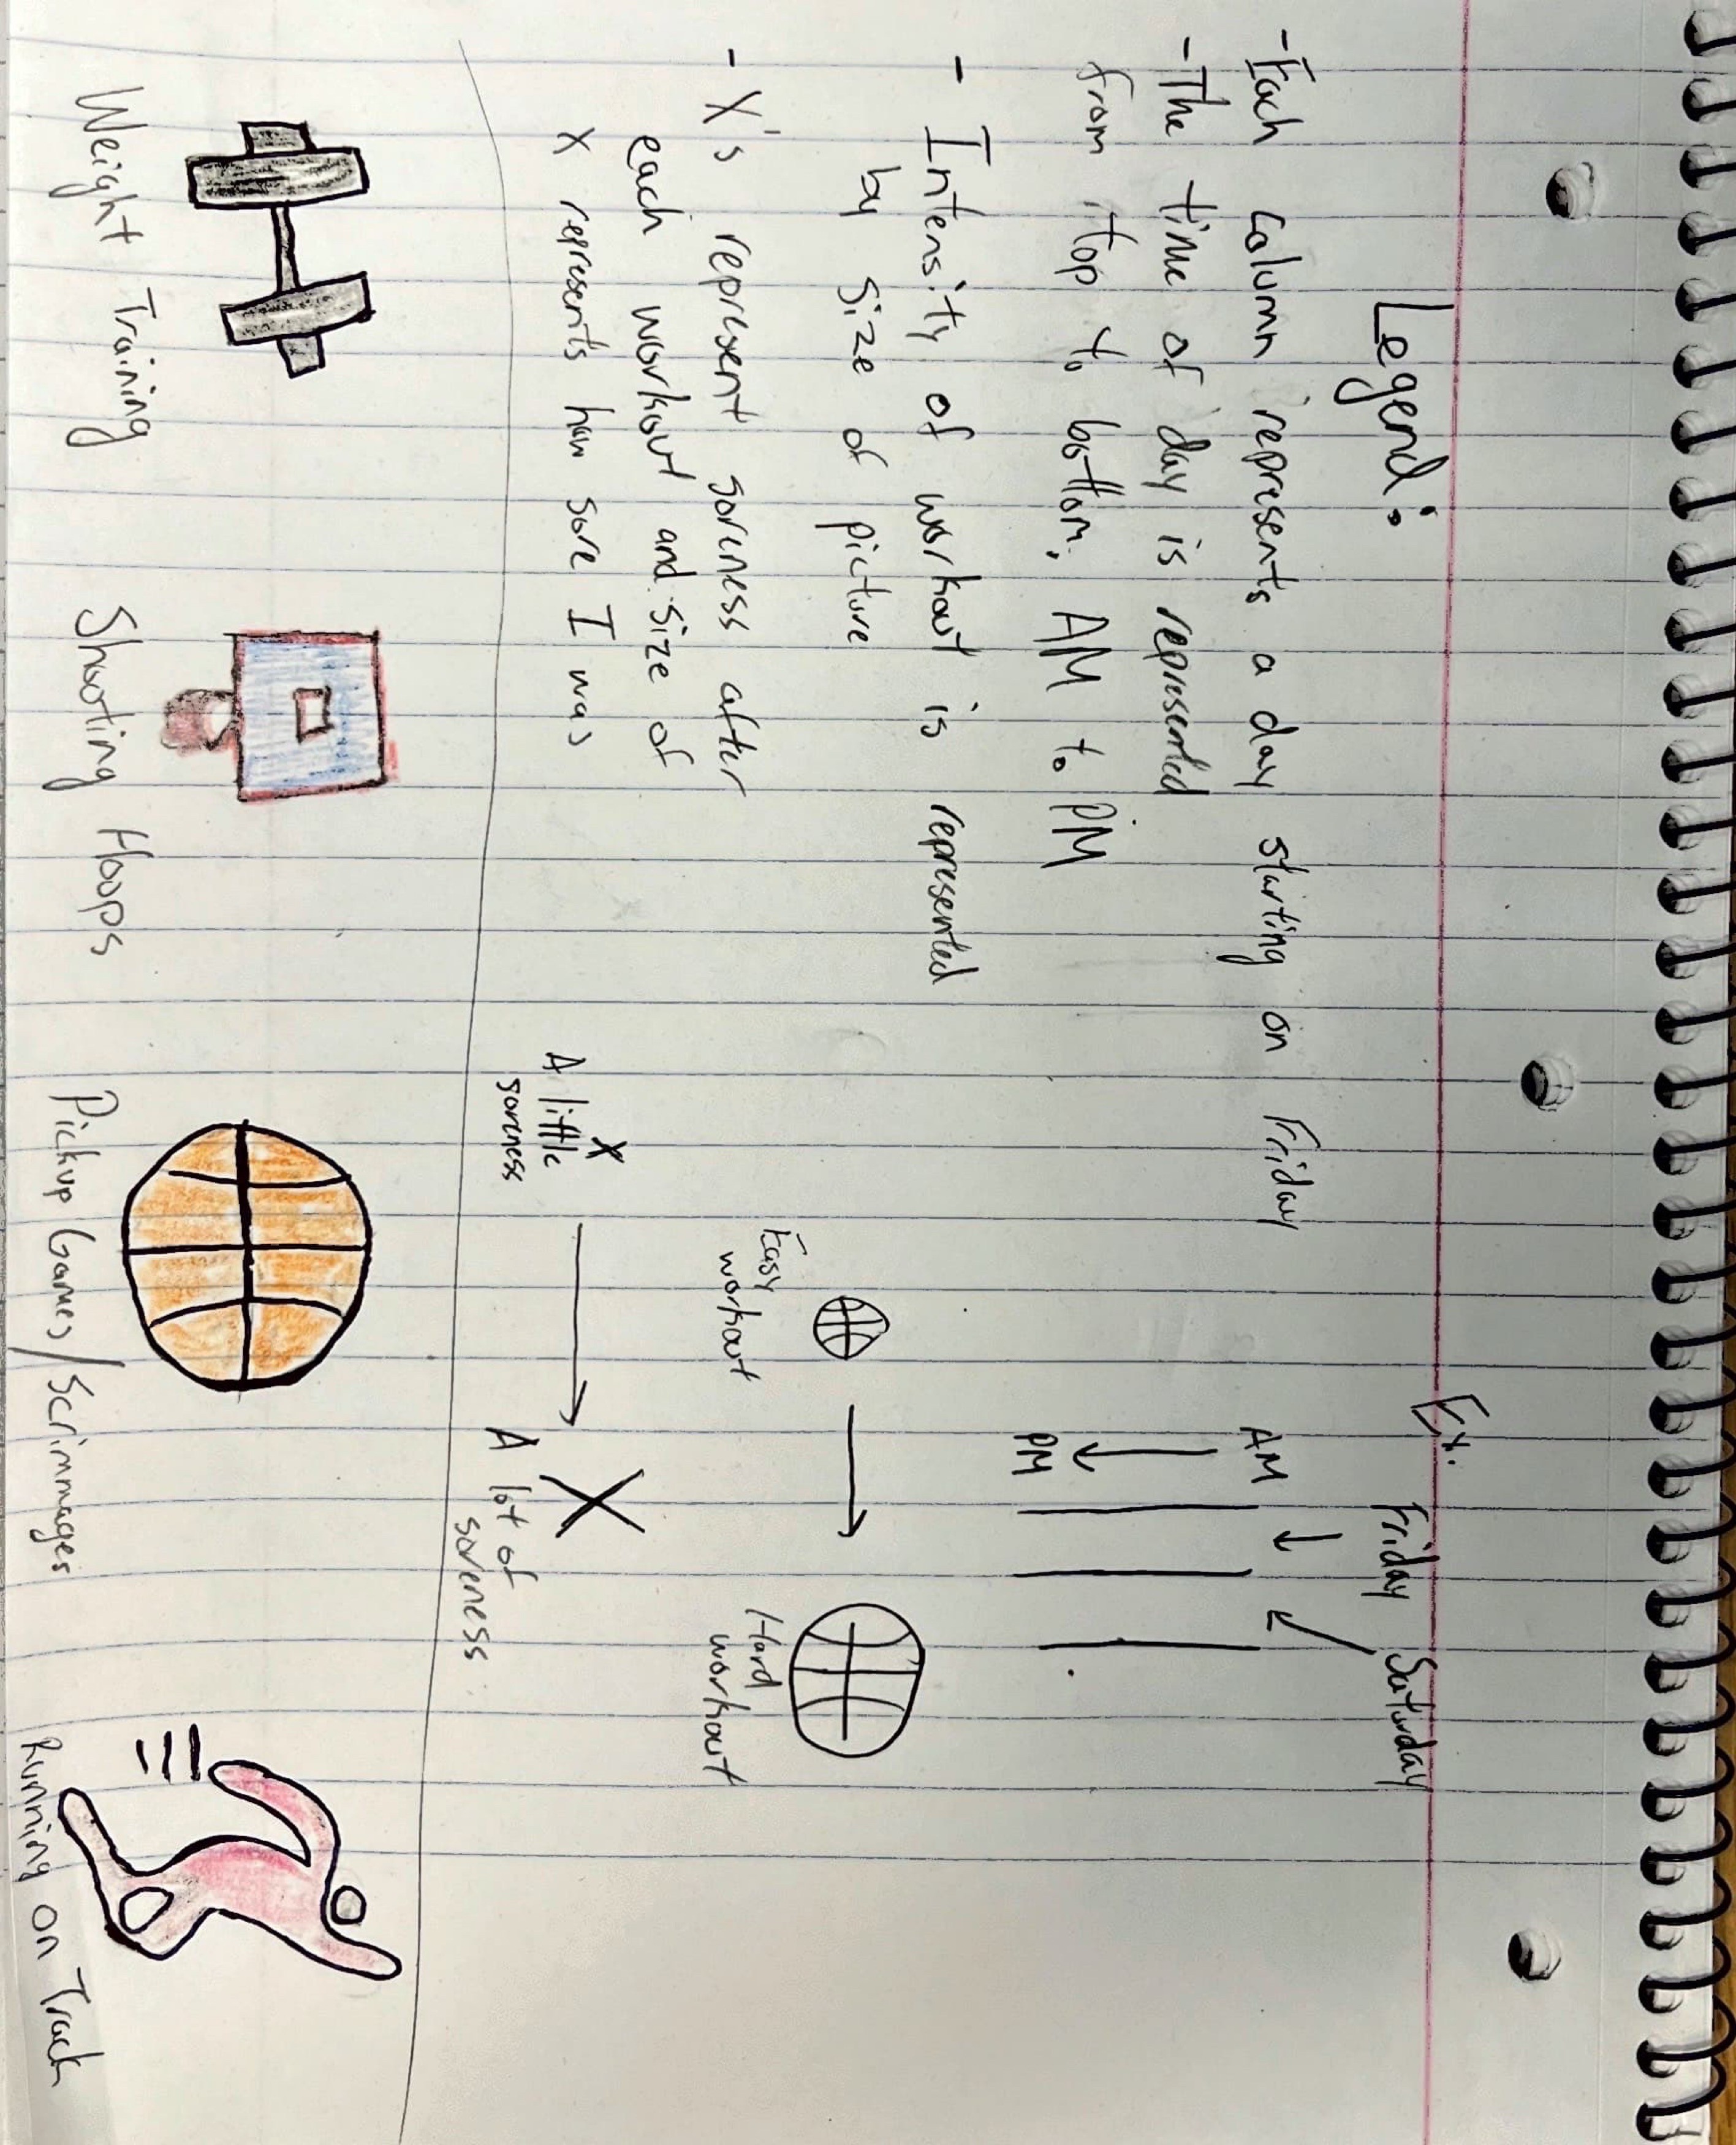 Legend:
-Each column represents a day starting on Friday
-The time of day is represented
from top to bottom, AM to PM
- Intensity of workout is represented
by size of picture
- X's represent soreness after
each workout and size of
X represents how sore I was
Ex.
Friday Saturday
AM
PM
Easy
workout
Hard
workout
X
A little
soreness
X
A lot of
soreness
Weight Training
Shooting Hoops
Pickup Games/Scrimmages
Running on Track